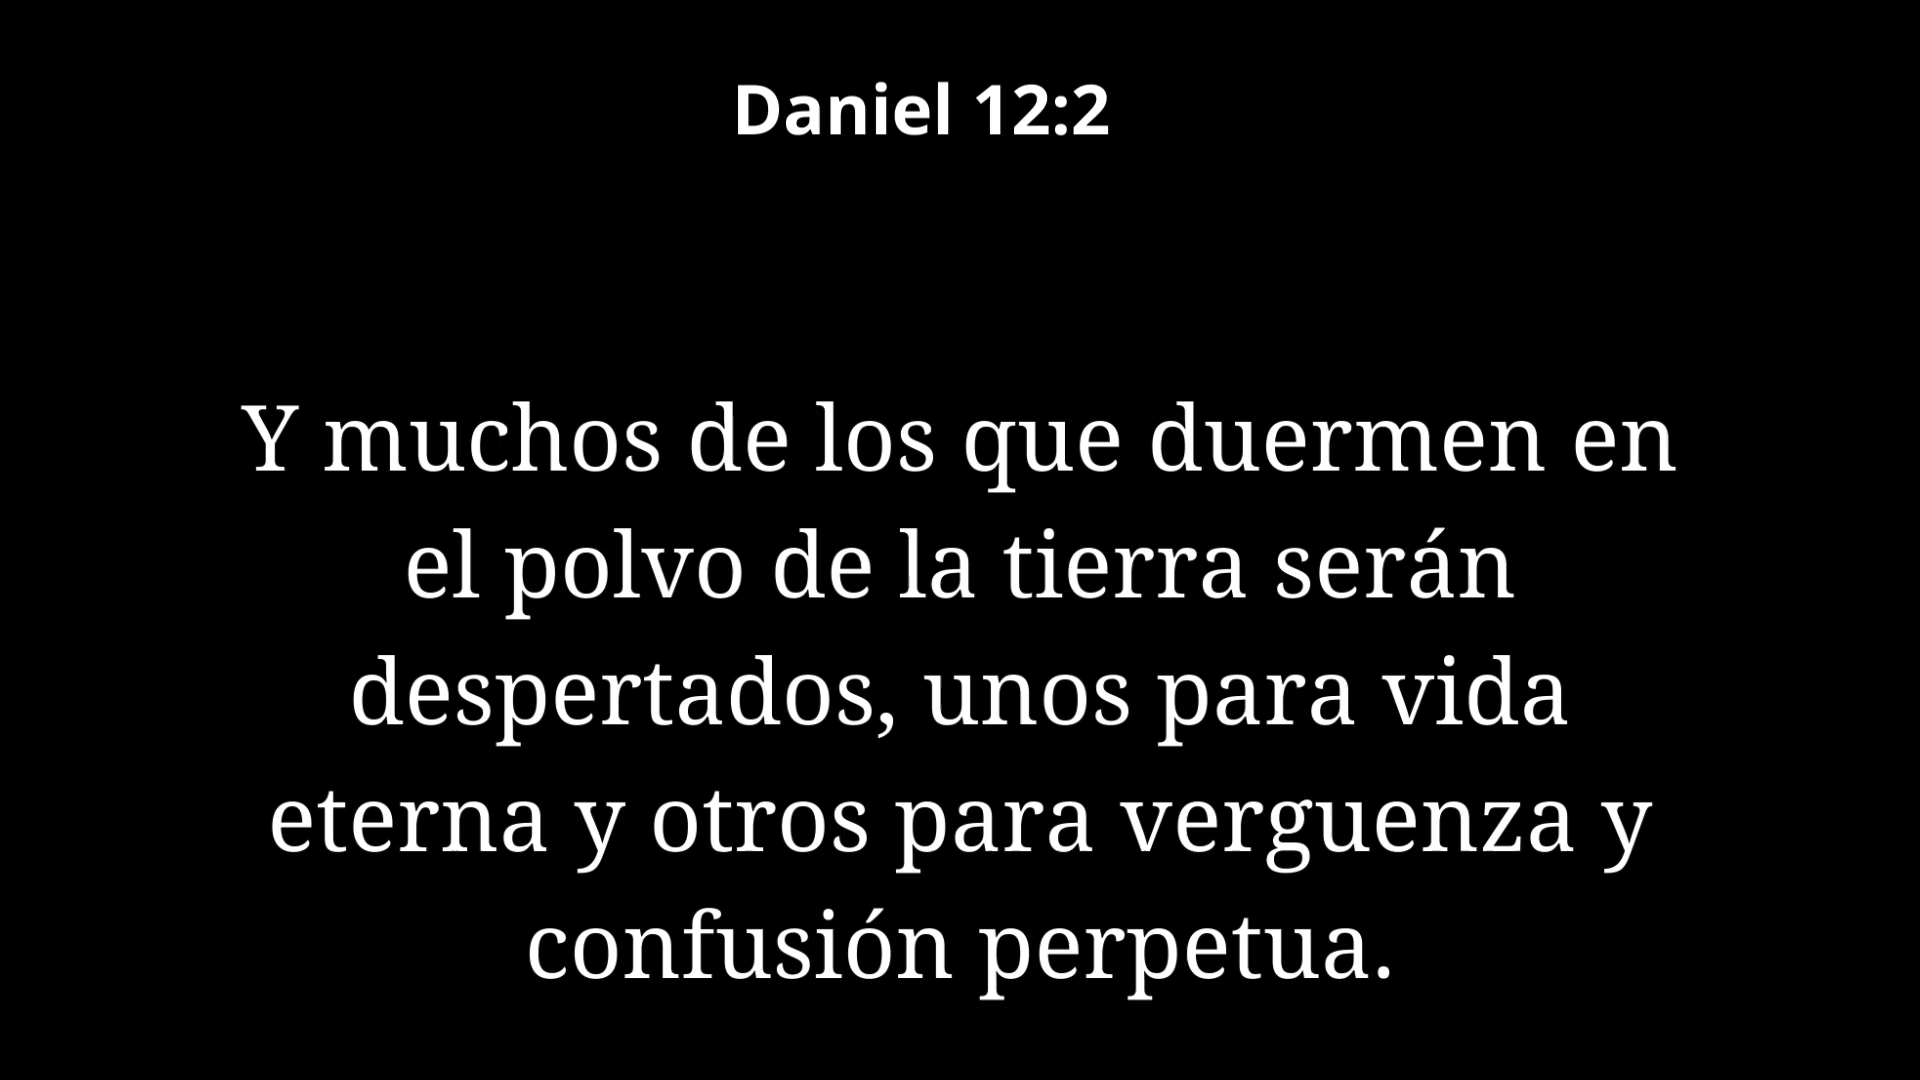 Daniel 12:2
Y muchos de los que duermen en
el polvo de la tierra serán
despertados, unos para vida
eterna y otros para verguenza y
confusión perpetua.